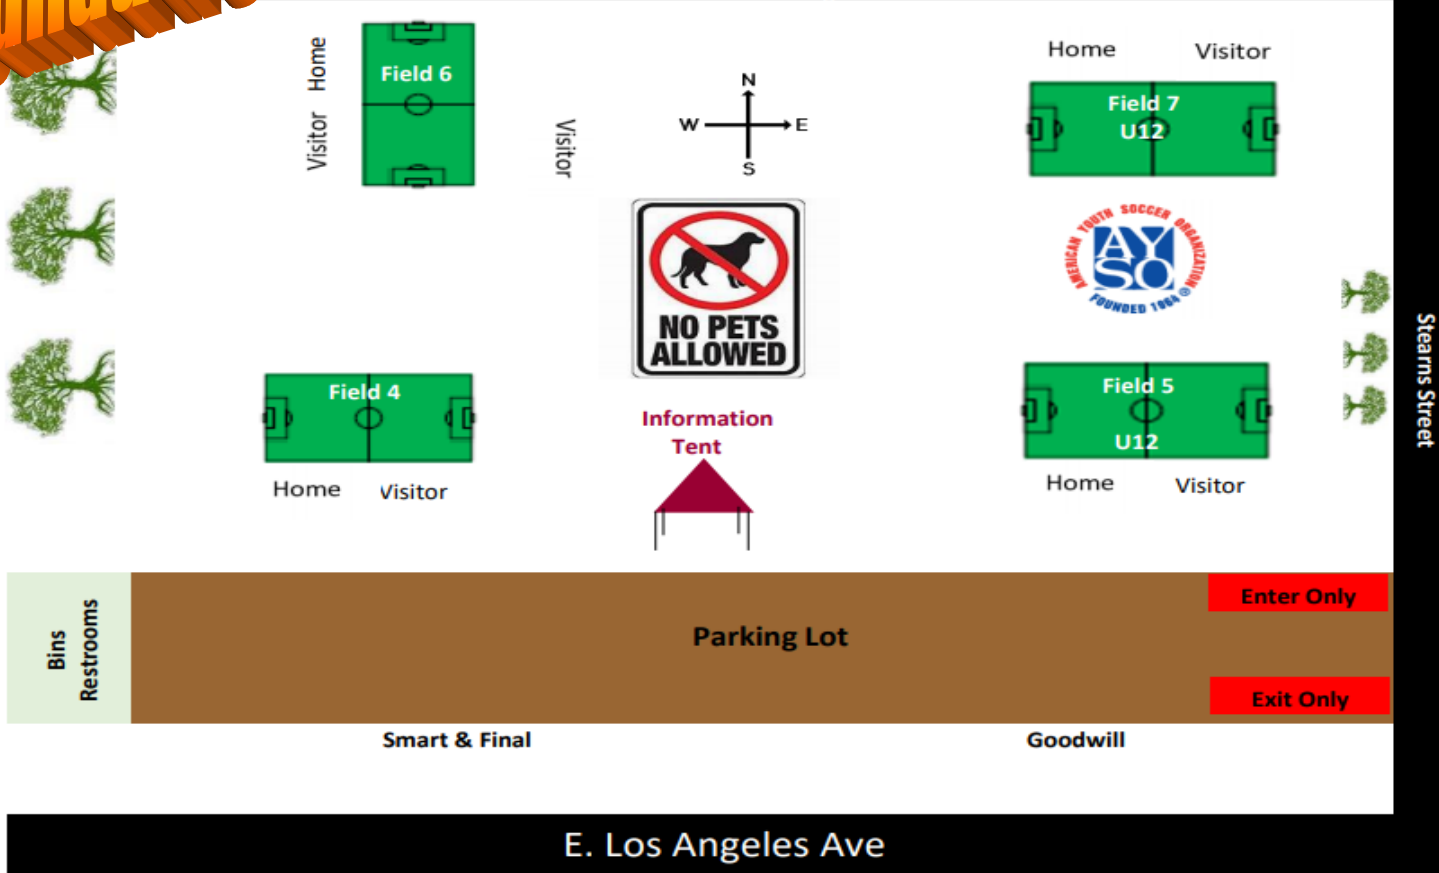 Home
Visitor
Field 6
Visitor
N
W
E
S
Home
Visitor
Field 7
U12
NO PETS
ALLOWED
AMERICAN YOUTH SOCCER ORGANIZATION
AY
SO
®
FOUNDED 1964
Stearns Street
Field 4
Home
Visitor
Information
Tent
Field 5
U12
Home
Visitor
Bins
Restrooms
Parking Lot
Enter Only
Exit Only
Smart & Final
Goodwill
E. Los Angeles Ave